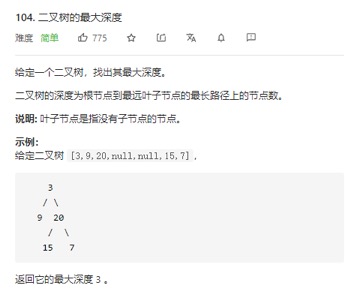 104. 二叉树的最大深度
难度 简单 775
给定一个二叉树，找出其最大深度。
二叉树的深度为根节点到最远叶子节点的最长路径上的节点数。
说明: 叶子节点是指没有子节点的节点。
示例：
给定二叉树 [3,9,20,null,null,15,7]，
3
/ \
9 20
/ \
15 7
返回它的最大深度 3 。